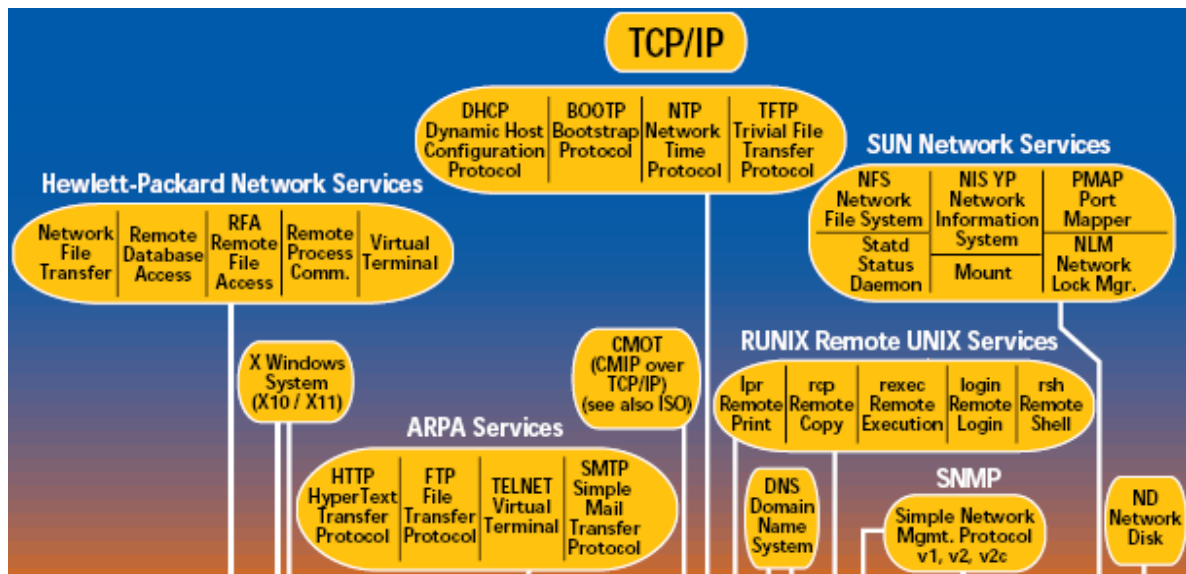 TCP/IP
DHCP
Dynamic Host
Configuration
Protocol
BOOTP
Bootstrap
Protocol
NTP
Network
Time
Protocol
TFTP
Trivial File
Transfer
Protocol
SUN Network Services
NFS
Network
File System
NIS YP
Network
Information
System
PMAP
Port
Mapper
Statd
Status
Daemon
Mount
NLM
Network
Lock Mgr.
Hewlett-Packard Network Services
Network
File
Transfer
Remote
Database
Access
RFA
Remote
File
Access
Remote
Process
Comm.
Virtual
Terminal
X Windows
System
(X10 / X11)
CMOT
(CMIP over
TCP/IP)
(see also ISO)
RUNIX Remote UNIX Services
lpr
Remote
Print
rcp
Remote
Copy
rexec
Remote
Execution
login
Remote
Login
rsh
Remote
Shell
ARPA Services
HTTP
HyperText
Transfer
Protocol
FTP
File
Transfer
Protocol
TELNET
Virtual
Terminal
SMTP
Simple
Mail
Transfer
Protocol
DNS
Domain
Name
System
SNMP
Simple Network
Mgmt. Protocol
v1, v2, v2c
ND
Network
Disk